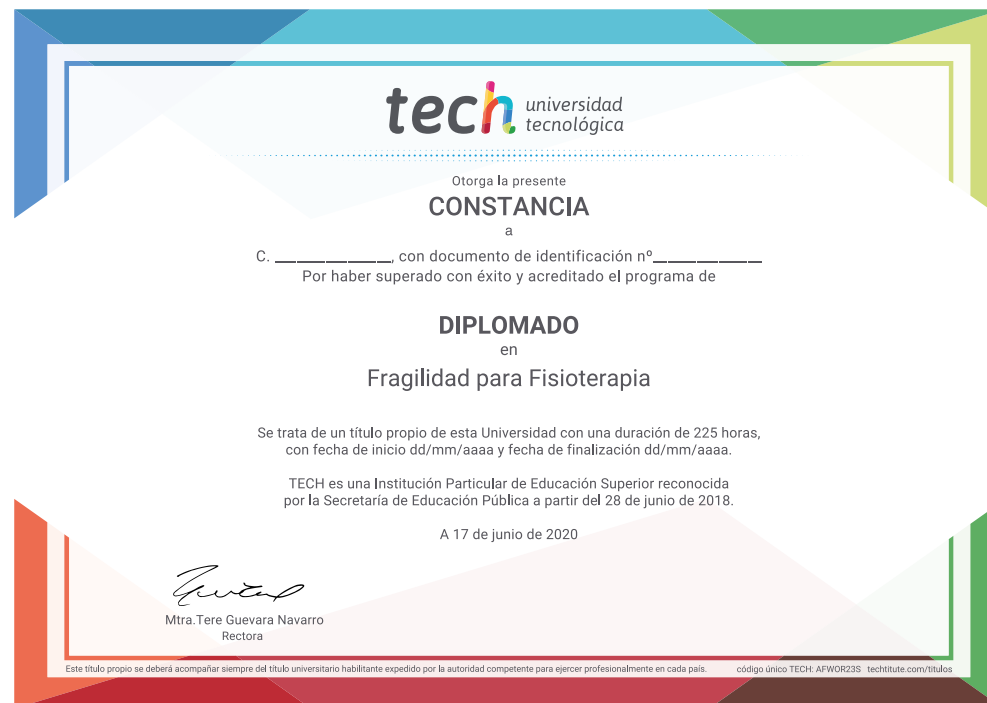 tech universidad
tecnológica
Otorga la presente
CONSTANCIA
a
C. ________________, con documento de identificación nº_______________
Por haber superado con éxito y acreditado el programa de
DIPLOMADO
en
Fragilidad para Fisioterapia
Se trata de un título propio de esta Universidad con una duración de 225 horas,
con fecha de inicio dd/mm/aaaa y fecha de finalización dd/mm/aaaa.
TECH es una Institución Particular de Educación Superior reconocida
por la Secretaría de Educación Pública a partir del 28 de junio de 2018.
A 17 de junio de 2020
Mtra.Tere Guevara Navarro
Rectora
Este título propio se deberá acompañar siempre del título universitario habilitante expedido por la autoridad competente para ejercer profesionalmente en cada país. código único TECH: AFWOR23S techtitute.com/titulos